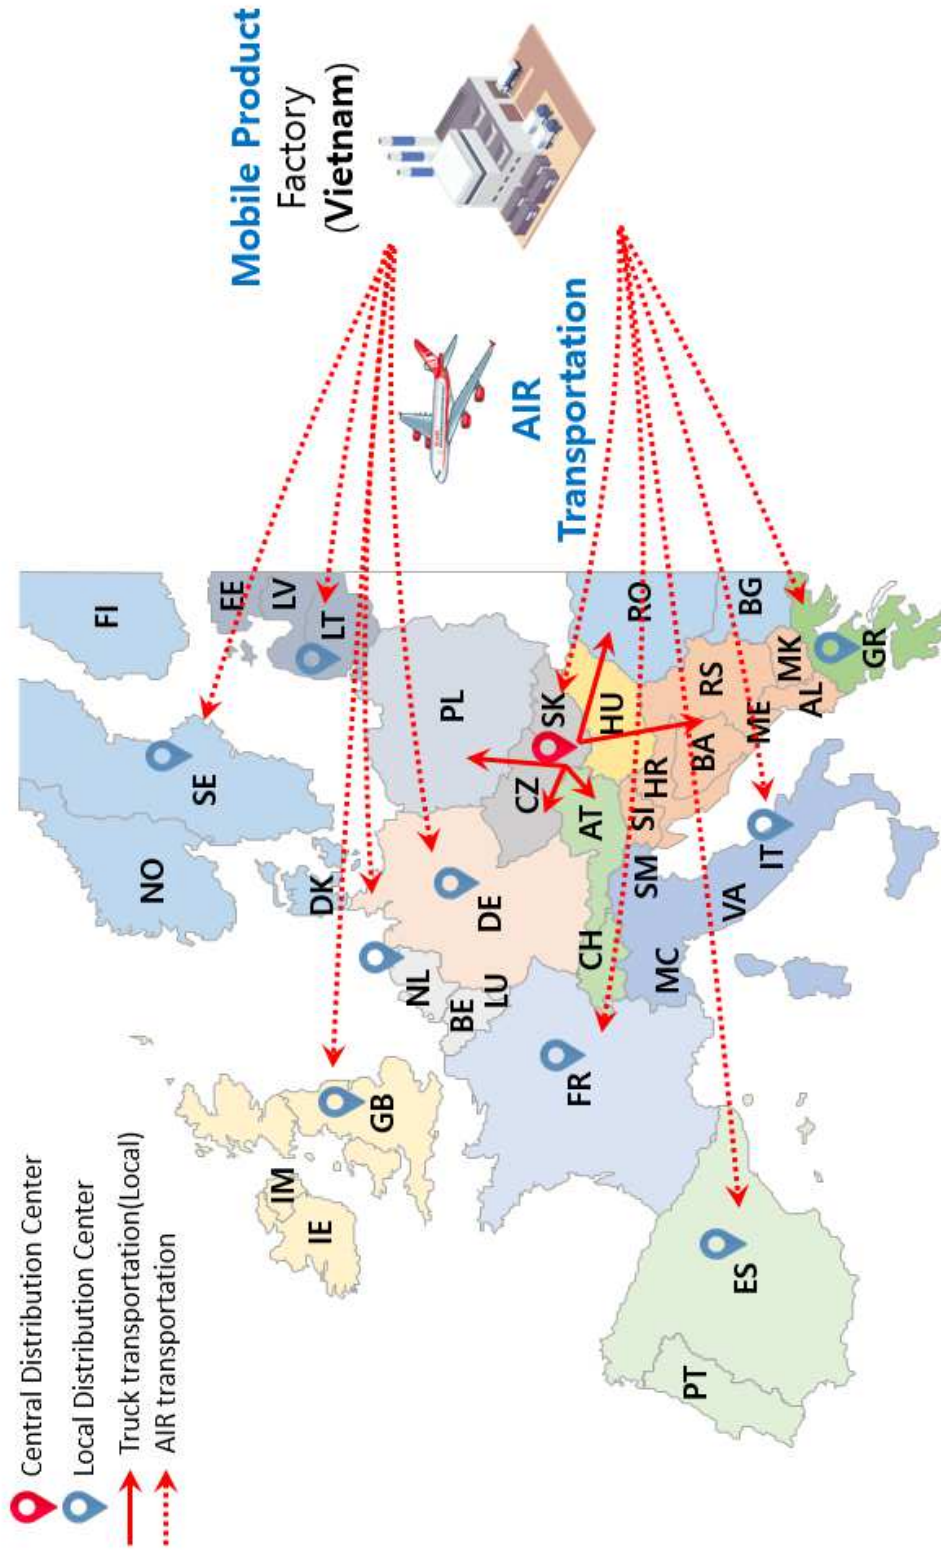 Central Distribution Center
Local Distribution Center
Truck transportation(Local)
AIR transportation
Mobile Product
Factory
(Vietnam)
AIR
Transportation
FI
NO
SE
EE
LV
LT
DK
IM
IE
GB
NL
BE
LU
DE
PL
CZ
SK
FR
CH
AT
HU
RO
SI
HR
BA
RS
BG
ME
MK
AL
GR
MC
SM
VA
IT
PT
ES